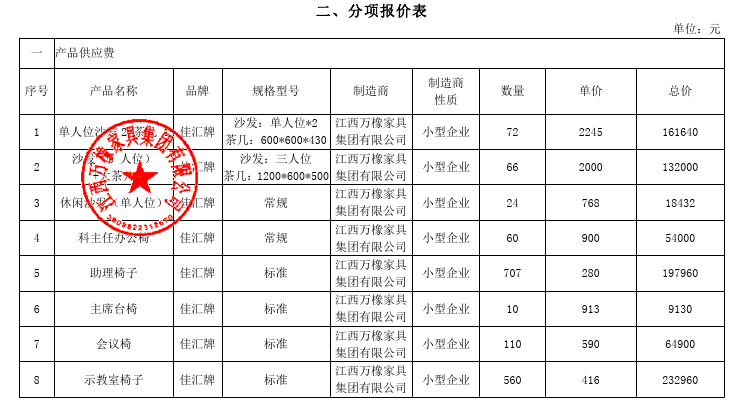 二、分项报价表
单位：元
一 产品供应费
序号 产品名称 品牌 规格型号 制造商 制造商性质 数量 单价 总价
1 单人位沙 佳汇牌 沙发：单人位*2 茶几：600*600*430 江西万橡家具集团有限公司 小型企业 72 2245 161640
2 沙发 人位）+大茶 佳汇牌 沙发：三人位 茶几：1200*600*500 江西万橡家具集团有限公司 小型企业 66 2000 132000
3 休闲沙发（单人位） 佳汇牌 常规 江西万橡家具集团有限公司 小型企业 24 768 18432
4 科主任办公椅 佳汇牌 常规 江西万橡家具集团有限公司 小型企业 60 900 54000
5 助理椅子 佳汇牌 标准 江西万橡家具集团有限公司 小型企业 707 280 197960
6 主席台椅 佳汇牌 标准 江西万橡家具集团有限公司 小型企业 10 913 9130
7 会议椅 佳汇牌 标准 江西万橡家具集团有限公司 小型企业 110 590 64900
8 示教室椅子 佳汇牌 标准 江西万橡家具集团有限公司 小型企业 560 416 232960
江西万橡家具集团有限公司